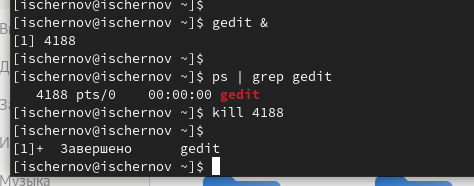 [ischernov@ischernov ~]$
[ischernov@ischernov ~]$ gedit &
[1] 4188
[ischernov@ischernov ~]$
[ischernov@ischernov ~]$ ps | grep gedit
   4188 pts/0    00:00:00 gedit
[ischernov@ischernov ~]$ kill 4188
[ischernov@ischernov ~]$
[1]+  Завершено      gedit
[ischernov@ischernov ~]$
Музыка